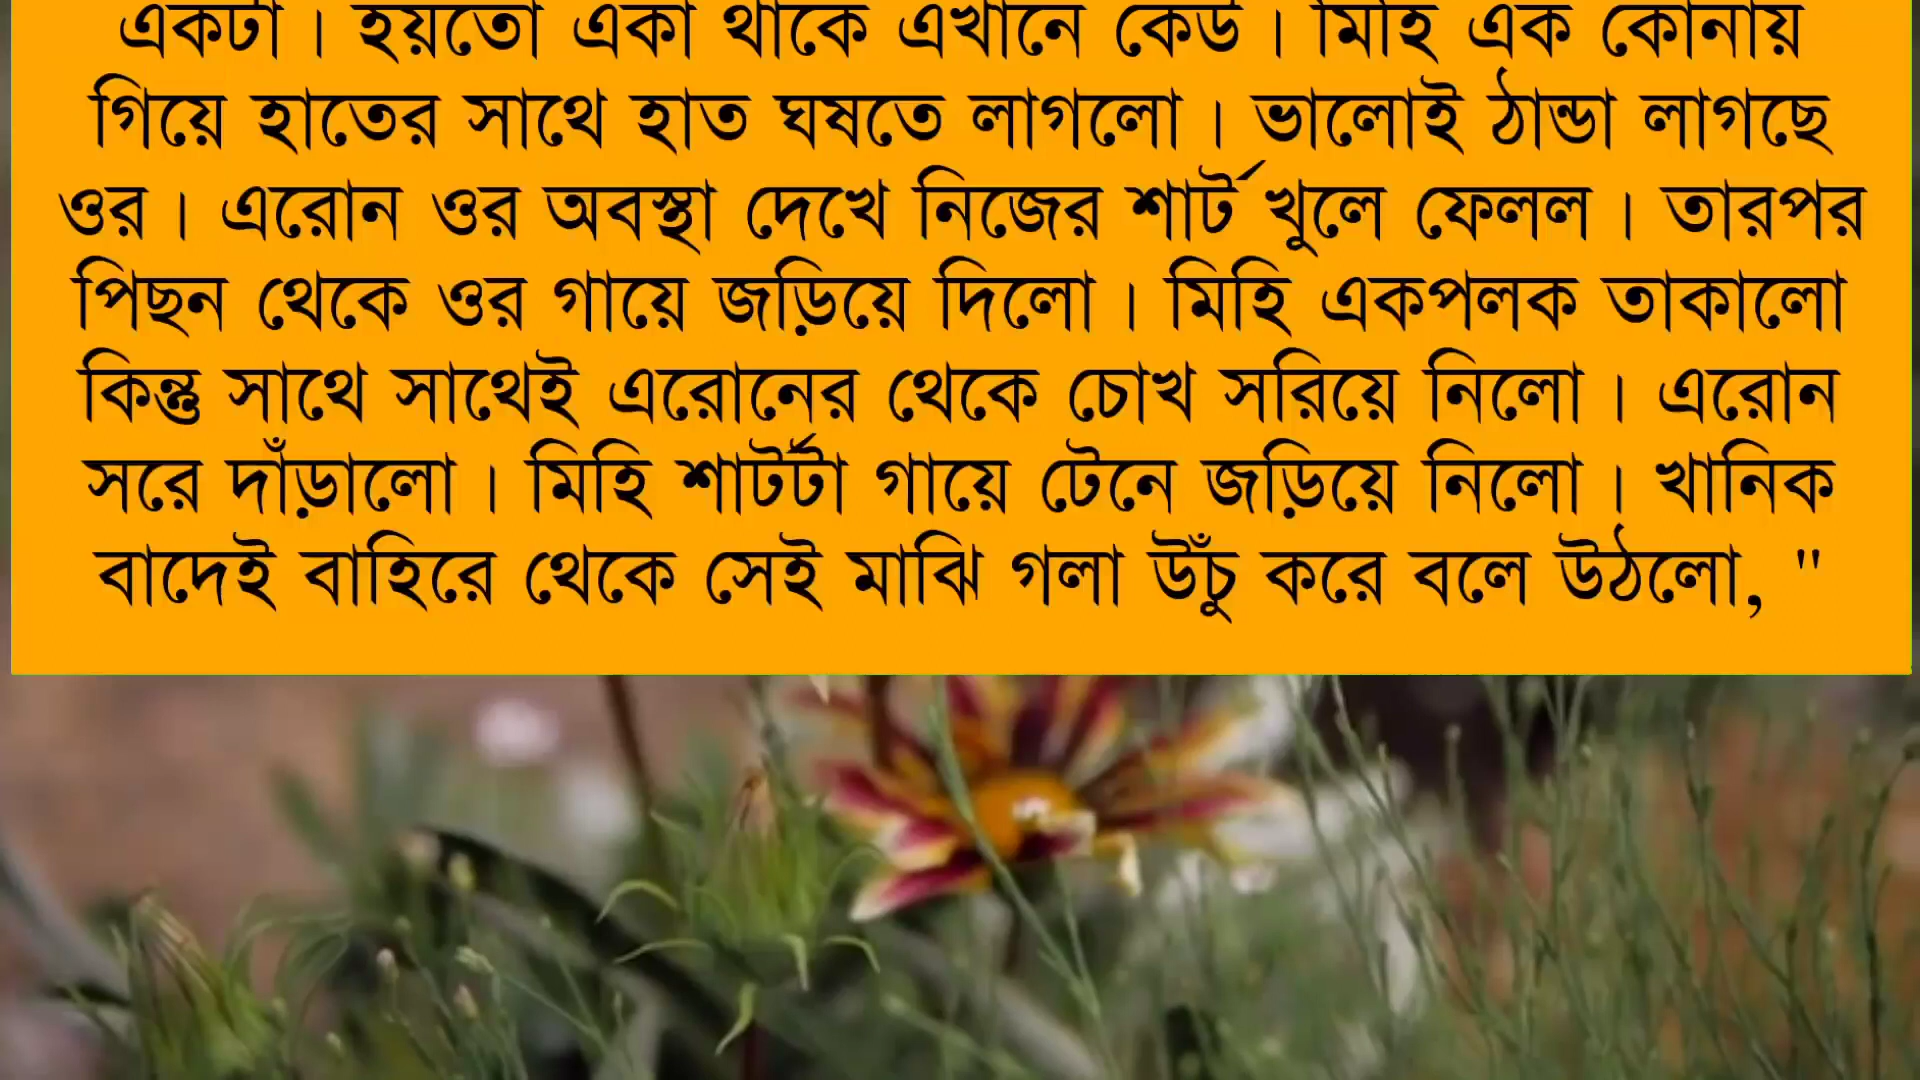 একটা। হয়তো একা থাকে এখানে কেউ। মিহি এক কোনায়
গিয়ে হাতের সাথে হাত ঘষতে লাগলো। ভালোই ঠান্ডা লাগছে
ওর। এরোন ওর অবস্থা দেখে নিজের শার্ট খুলে ফেলল। তারপর
পিছন থেকে ওর গায়ে জড়িয়ে দিলো। মিহি একপলক তাকালো
কিন্তু সাথে সাথেই এরোনের থেকে চোখ সরিয়ে নিলো। এরোন
সরে দাঁড়ালো। মিহি শার্টটা গায়ে টেনে জড়িয়ে নিলো। খানিক
বাদেই বাহিরে থেকে সেই মাঝি গলা উঁচু করে বলে উঠলো, "